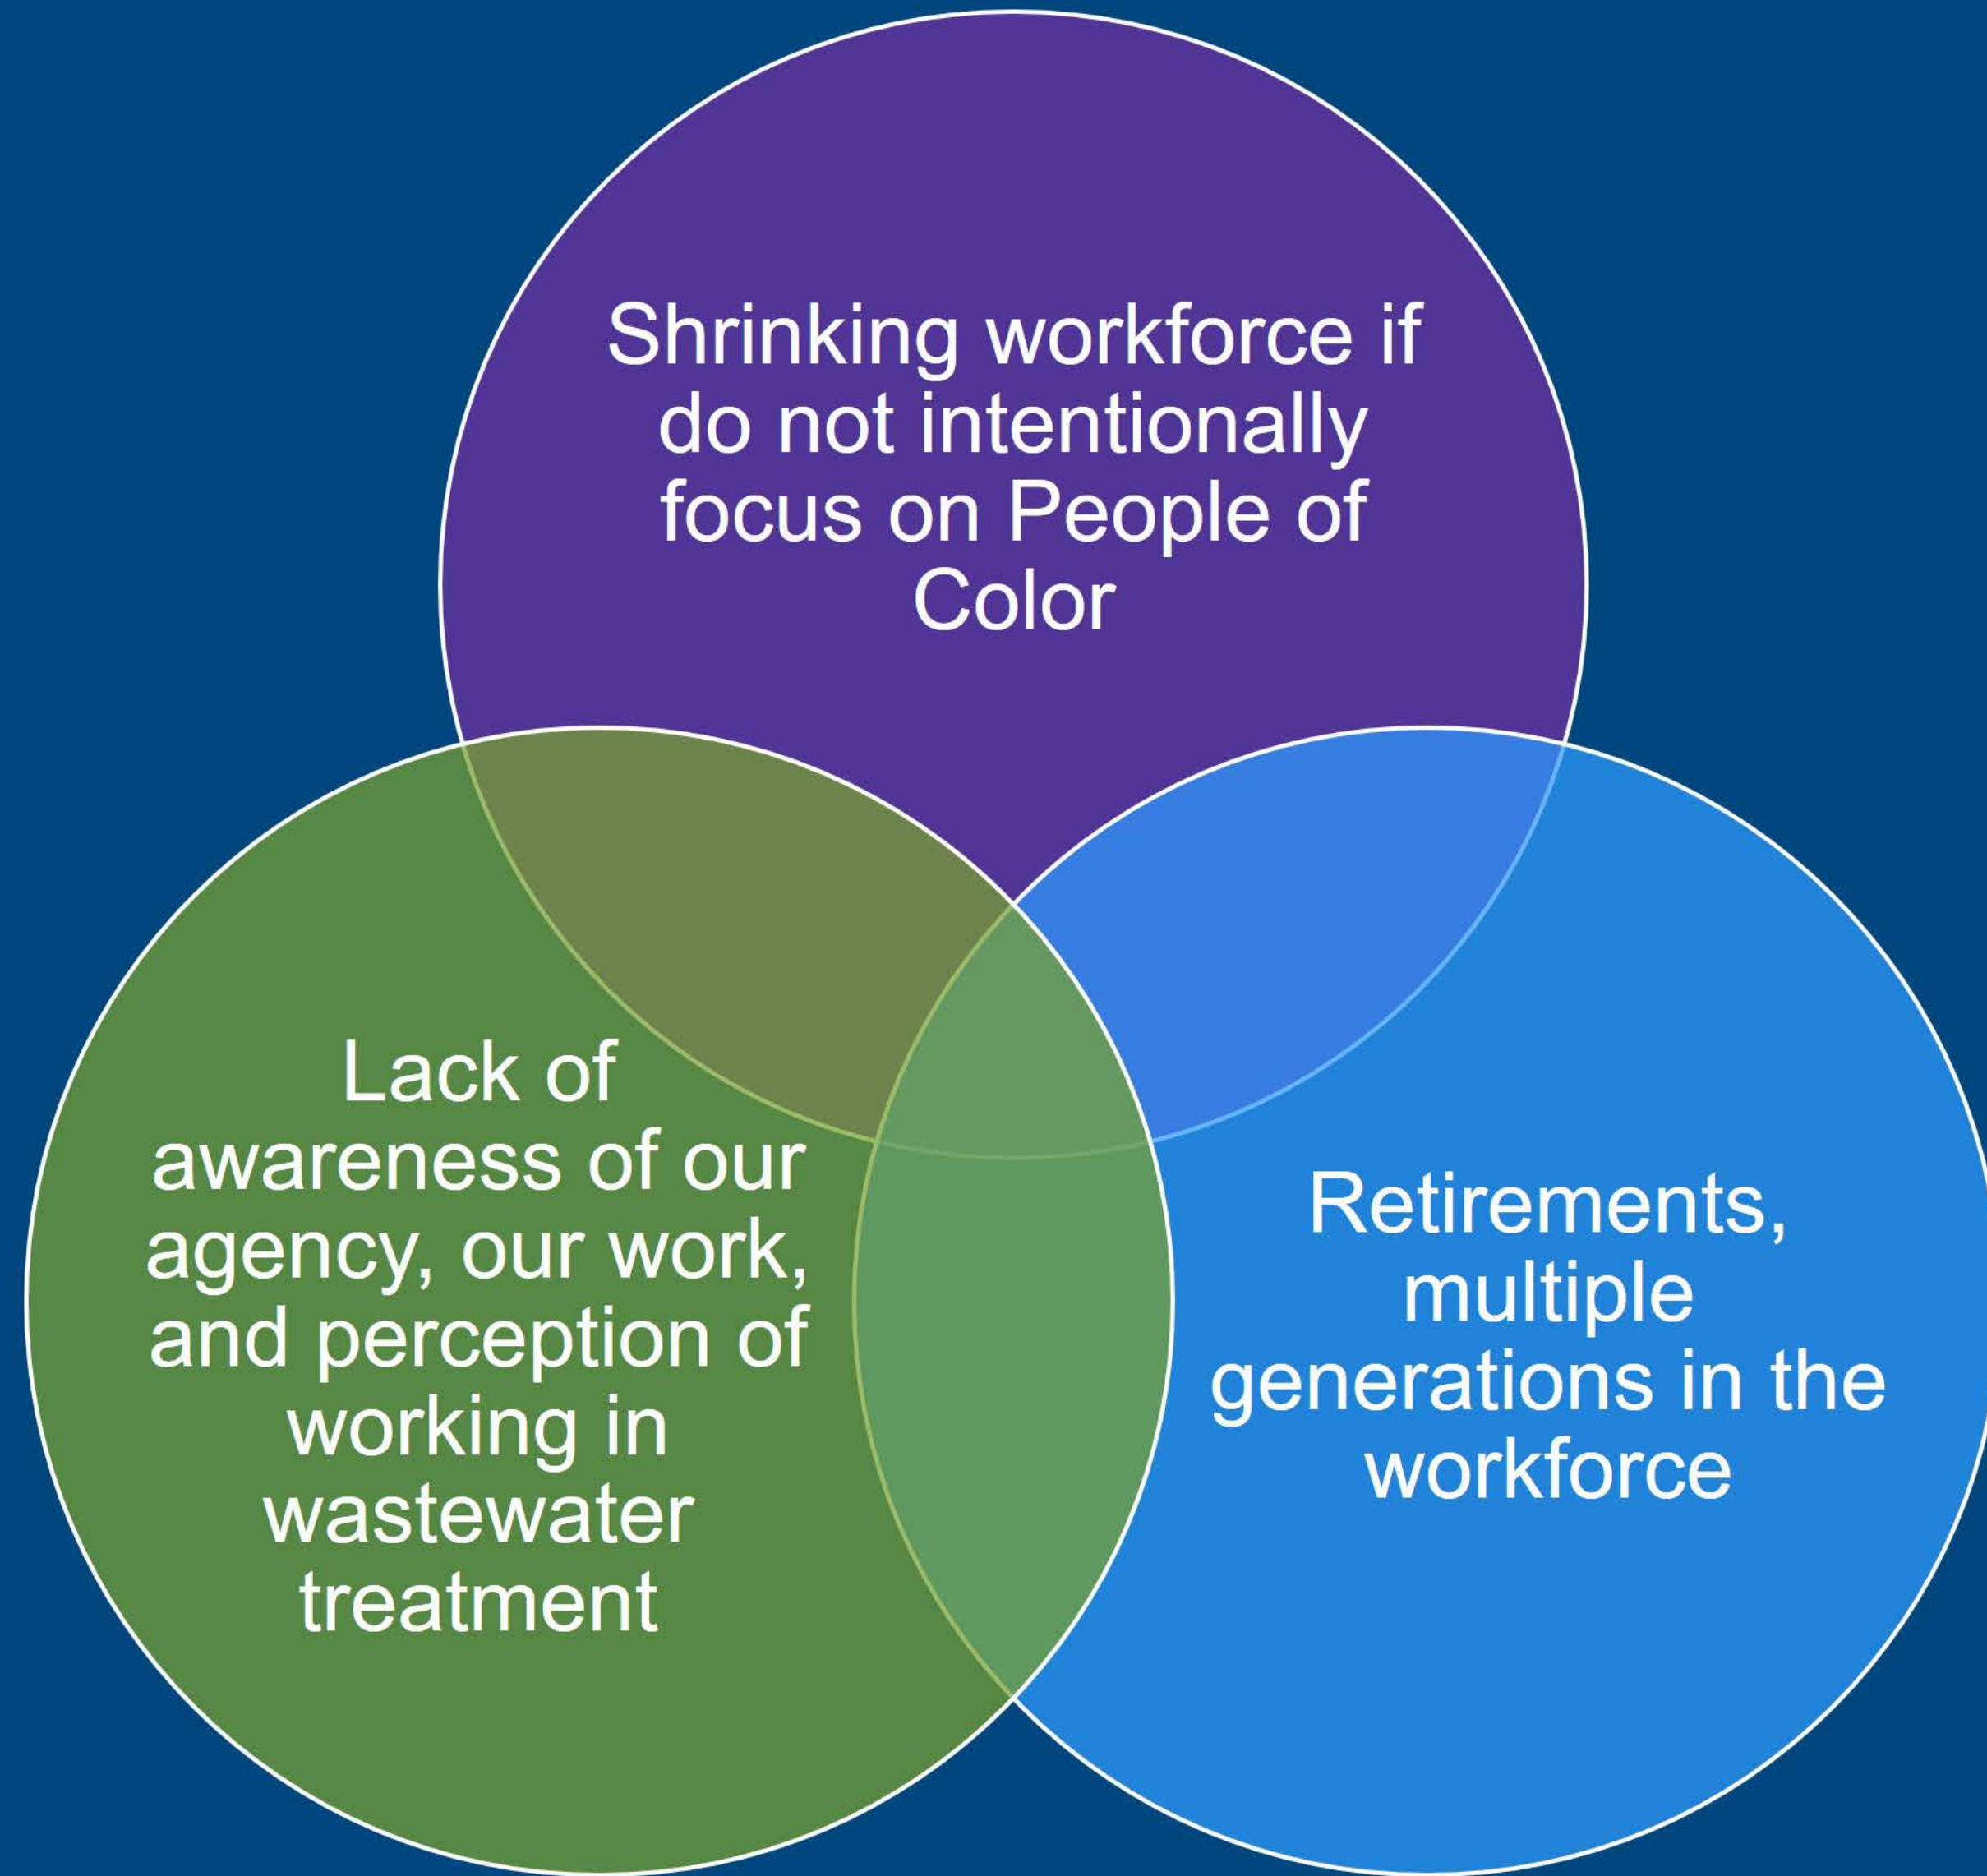 Shrinking workforce if
do not intentionally
focus on People of
Color
Lack of
awareness of our
agency, our work,
and perception of
working in
wastewater
treatment
Retirements,
multiple
generations in the
workforce